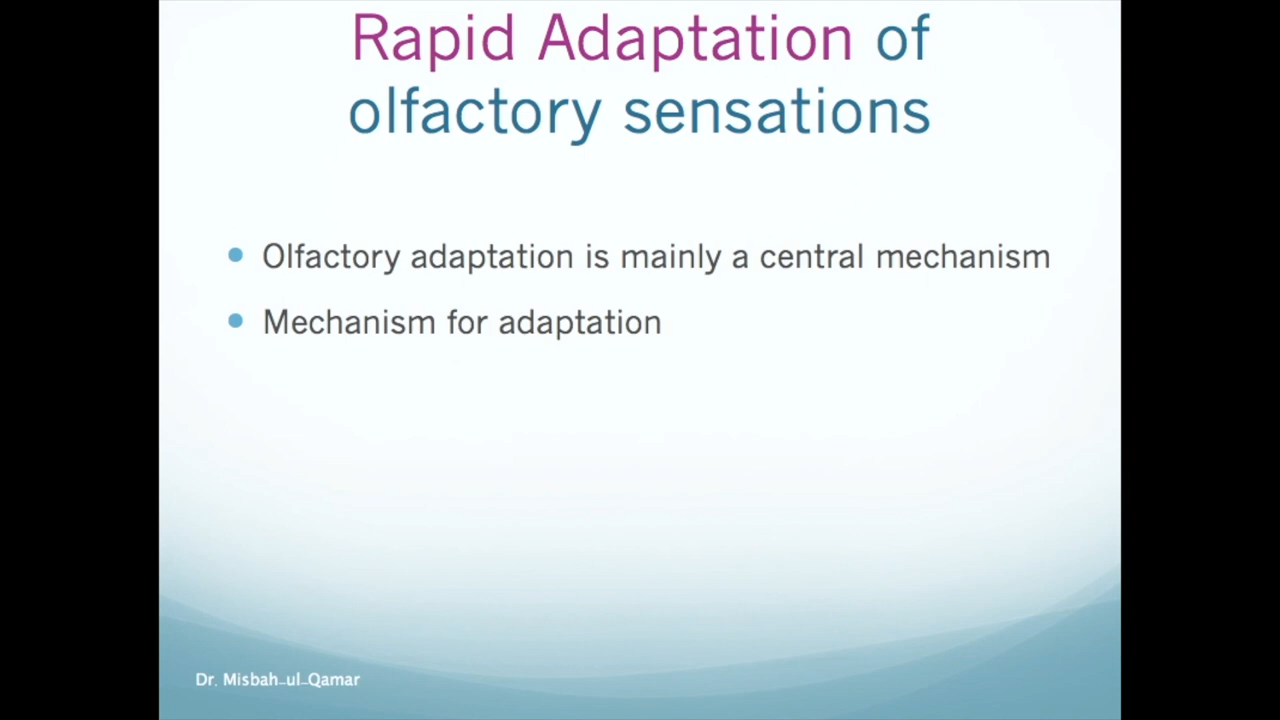 Rapid Adaptation of
olfactory sensations
Olfactory adaptation is mainly a central mechanism
Mechanism for adaptation
Dr. Misbah-ul-Qamar